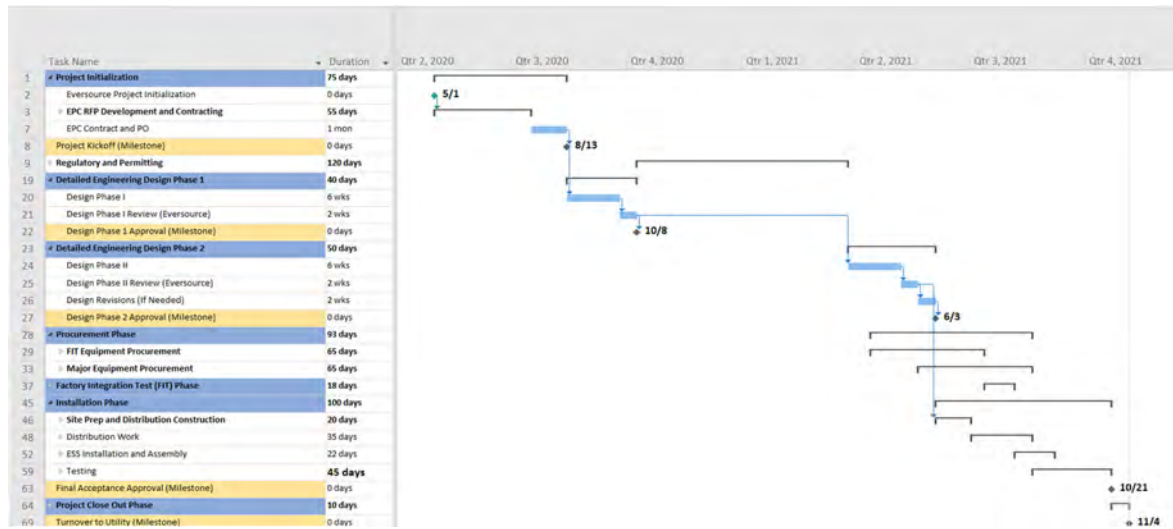 Task Name Duration Qtr 2, 2020 Qtr 3, 2020 Qtr 4, 2020 Qtr 1, 2021 Qtr 2, 2021 Qtr 3, 2021 Qtr 4, 2021
1 Project Initialization 75 days
2 Eversource Project Initialization 0 days 5/1
3 EPC RFP Development and Contracting 55 days
7 EPC Contract and PO 1 mon
8 Project Kickoff (Milestone) 0 days 8/13
9 Regulatory and Permitting 120 days
19 Detailed Engineering Design Phase 1 40 days
20 Design Phase I 6 wks
21 Design Phase I Review (Eversource) 2 wks
22 Design Phase 1 Approval (Milestone) 0 days 10/8
23 Detailed Engineering Design Phase 2 50 days
24 Design Phase II 6 wks
25 Design Phase II Review (Eversource) 2 wks
26 Design Revisions (If Needed) 2 wks
27 Design Phase 2 Approval (Milestone) 0 days 6/3
28 Procurement Phase 93 days
29 FIT Equipment Procurement 65 days
33 Major Equipment Procurement 65 days
37 Factory Integration Test (FIT) Phase 18 days
45 Installation Phase 100 days
46 Site Prep and Distribution Construction 20 days
48 Distribution Work 35 days
52 ESS Installation and Assembly 22 days
59 Testing 45 days
63 Final Acceptance Approval (Milestone) 0 days 10/21
64 Project Close Out Phase 10 days
69 Turnover to Utility (Milestone) 0 days 11/4